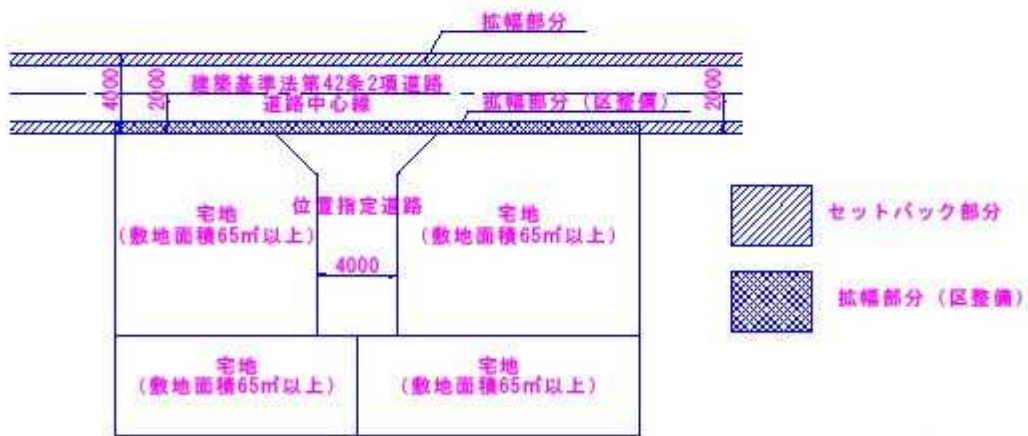 拡幅部分
4000
2000
建築基準法第42条2項道路
道路中心線
拡幅部分（区整備）
2000
宅地
(敷地面積65㎡以上)
位置指定道路
宅地
(敷地面積65㎡以上)
4000
宅地
(敷地面積65㎡以上)
宅地
(敷地面積65㎡以上)
セットバック部分
拡幅部分（区整備）